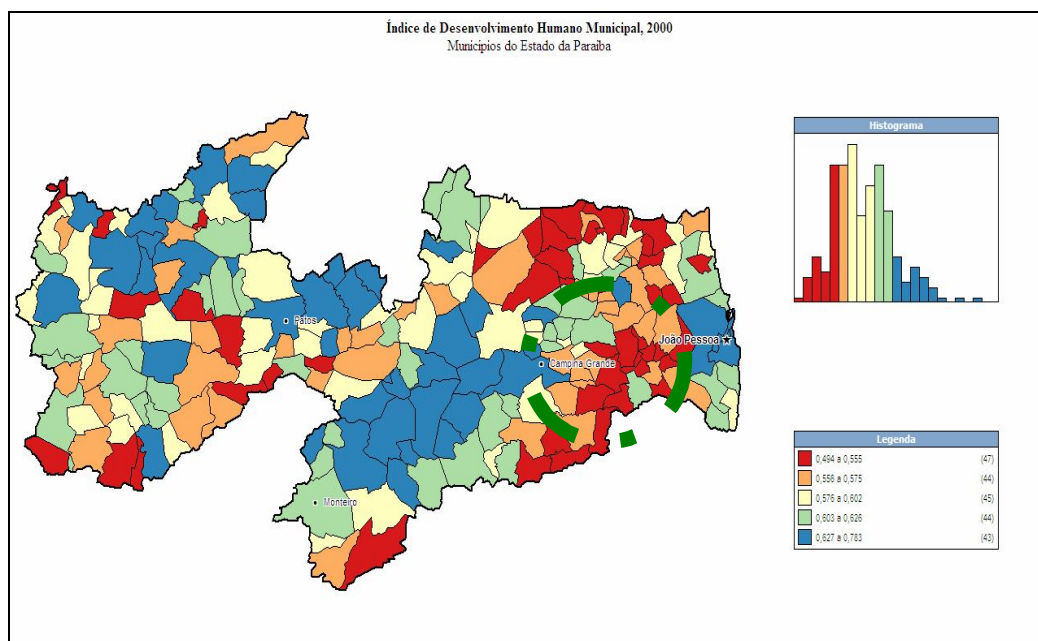 Índice de Desenvolvimento Humano Municipal, 2000
Municípios do Estado da Paraíba
Histograma
Patos
João Pessoa
Campina Grande
Monteiro
Legenda
0,494 a 0,555 (47)
0,556 a 0,575 (44)
0,576 a 0,602 (45)
0,603 a 0,626 (44)
0,627 a 0,783 (43)